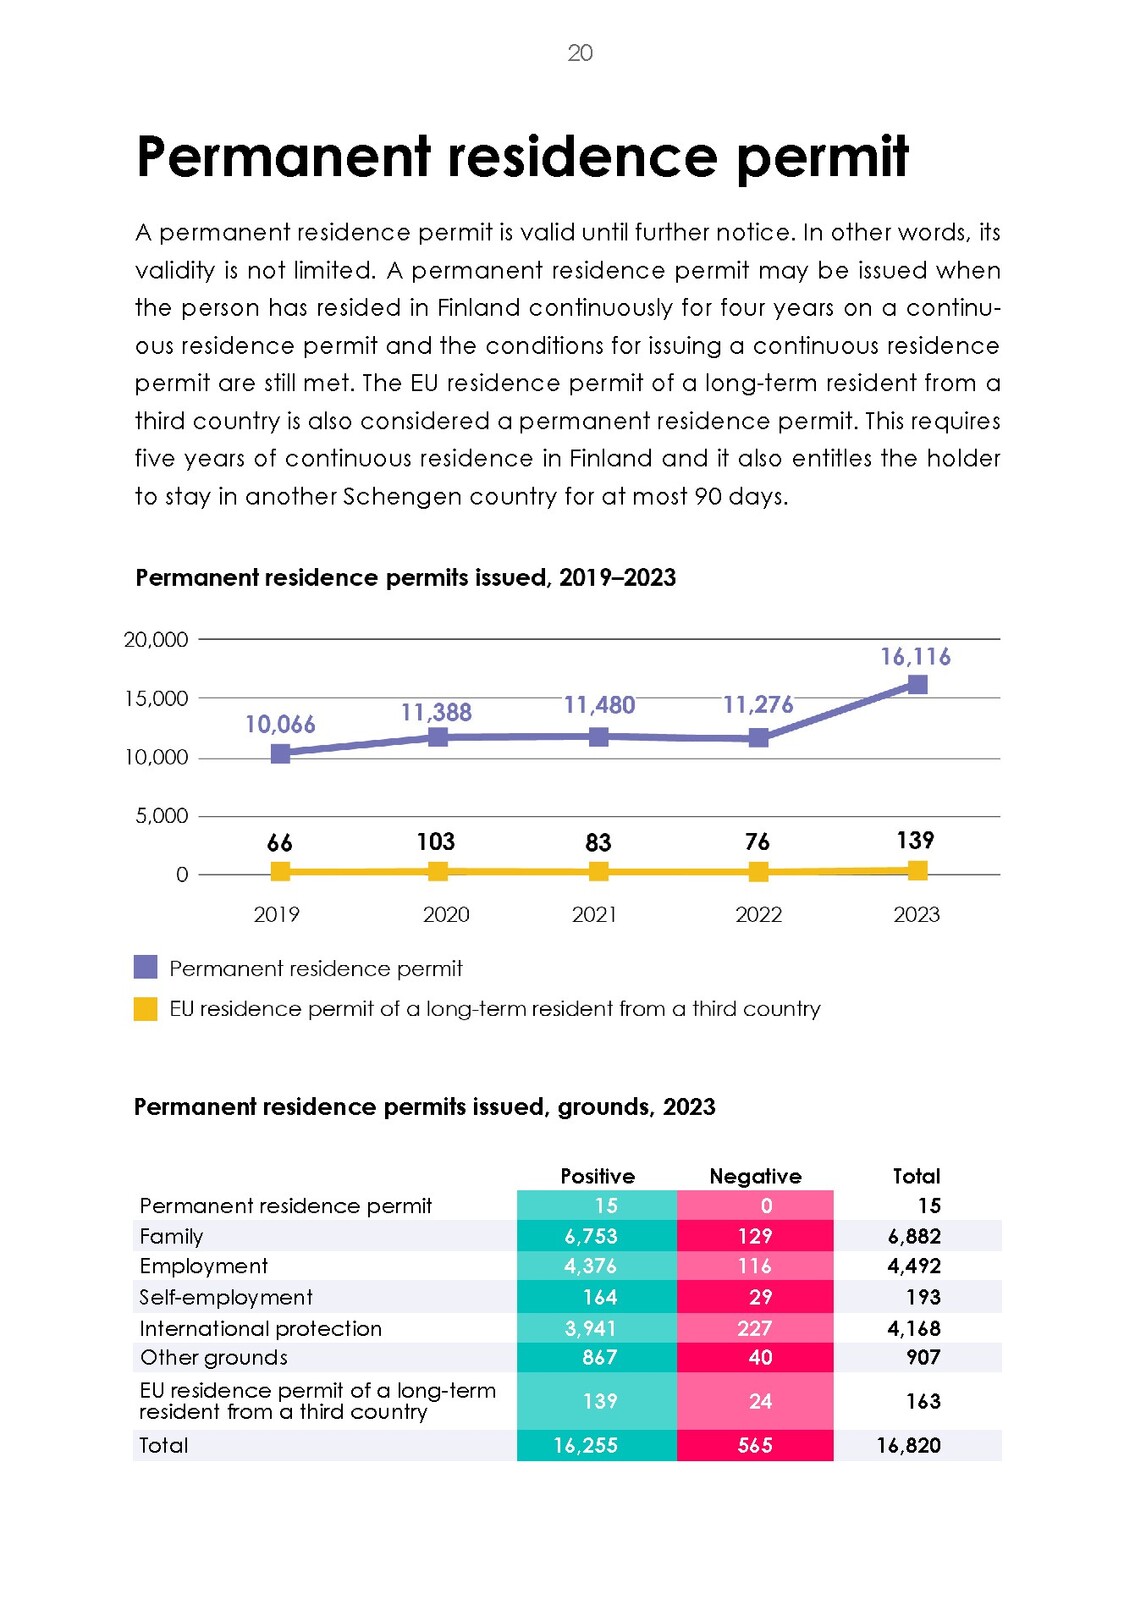 20
Permanent residence permit
A permanent residence permit is valid until further notice. In other words, its
validity is not limited. A permanent residence permit may be issued when
the person has resided in Finland continuously for four years on a continu-
ous residence permit and the conditions for issuing a continuous residence
permit are still met. The EU residence permit of a long-term resident from a
third country is also considered a permanent residence permit. This requires
five years of continuous residence in Finland and it also entitles the holder
to stay in another Schengen country for at most 90 days.
Permanent residence permits issued, 2019–2023
20,000
15,000
10,000
5,000
0
10,066
11,388
11,480
11,276
16,116
66
103
83
76
139
2019
2020
2021
2022
2023
Permanent residence permit
EU residence permit of a long-term resident from a third country
Permanent residence permits issued, grounds, 2023
Positive Negative Total
Permanent residence permit 15 0 15
Family 6,753 129 6,882
Employment 4,376 116 4,492
Self-employment 164 29 193
International protection 3,941 227 4,168
Other grounds 867 40 907
EU residence permit of a long-term
resident from a third country 139 24 163
Total 16,255 565 16,820